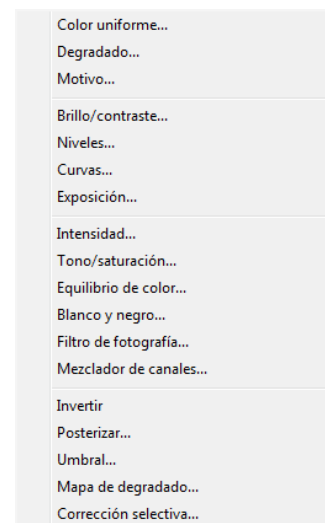 Color uniforme...
Degradado...
Motivo...
Brillo/contraste...
Niveles...
Curvas...
Exposición...
Intensidad...
Tono/saturación...
Equilibrio de color...
Blanco y negro...
Filtro de fotografía...
Mezclador de canales...
Invertir
Posterizar...
Umbral...
Mapa de degradado...
Corrección selectiva...